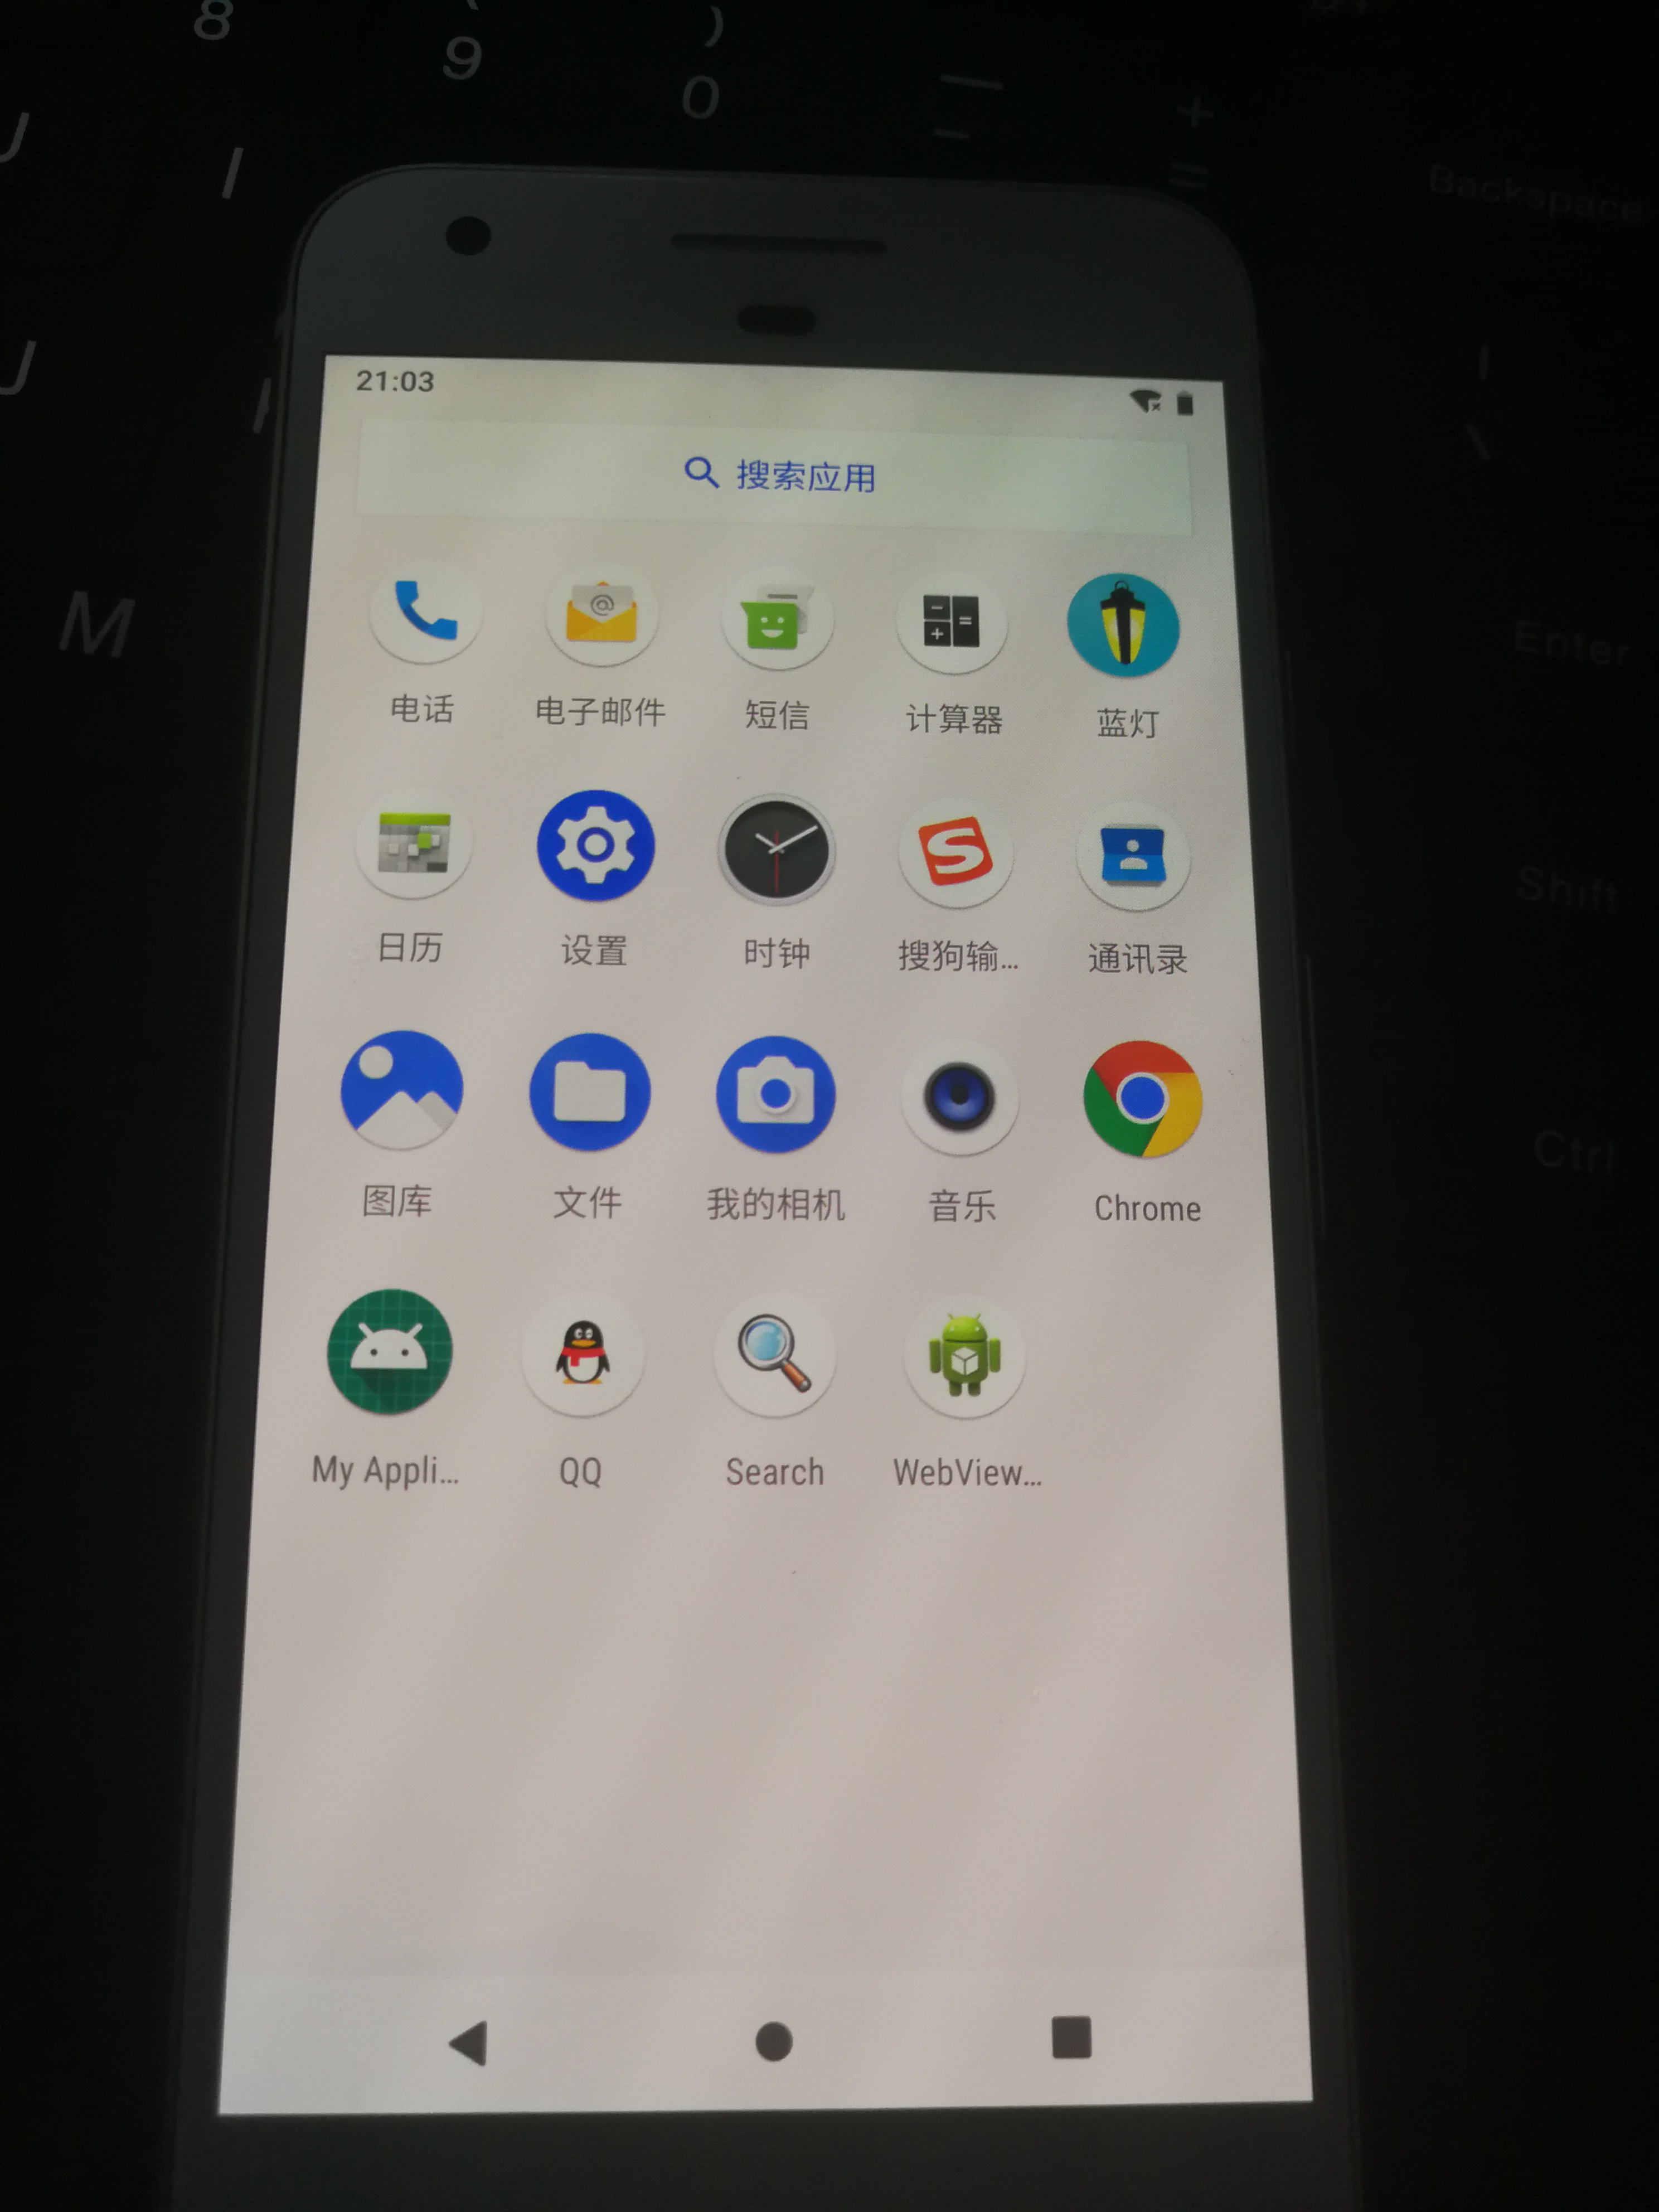 8
9
)
0
—
-
+
=
Backspace
U
I
J
M
|
\
Enter
Shift
Ctrl
21:03
搜索应用
电话
电子邮件
短信
计算器
蓝灯
日历
设置
时钟
搜狗输...
通讯录
图库
文件
我的相机
音乐
Chrome
My Appli...
QQ
Search
WebView...